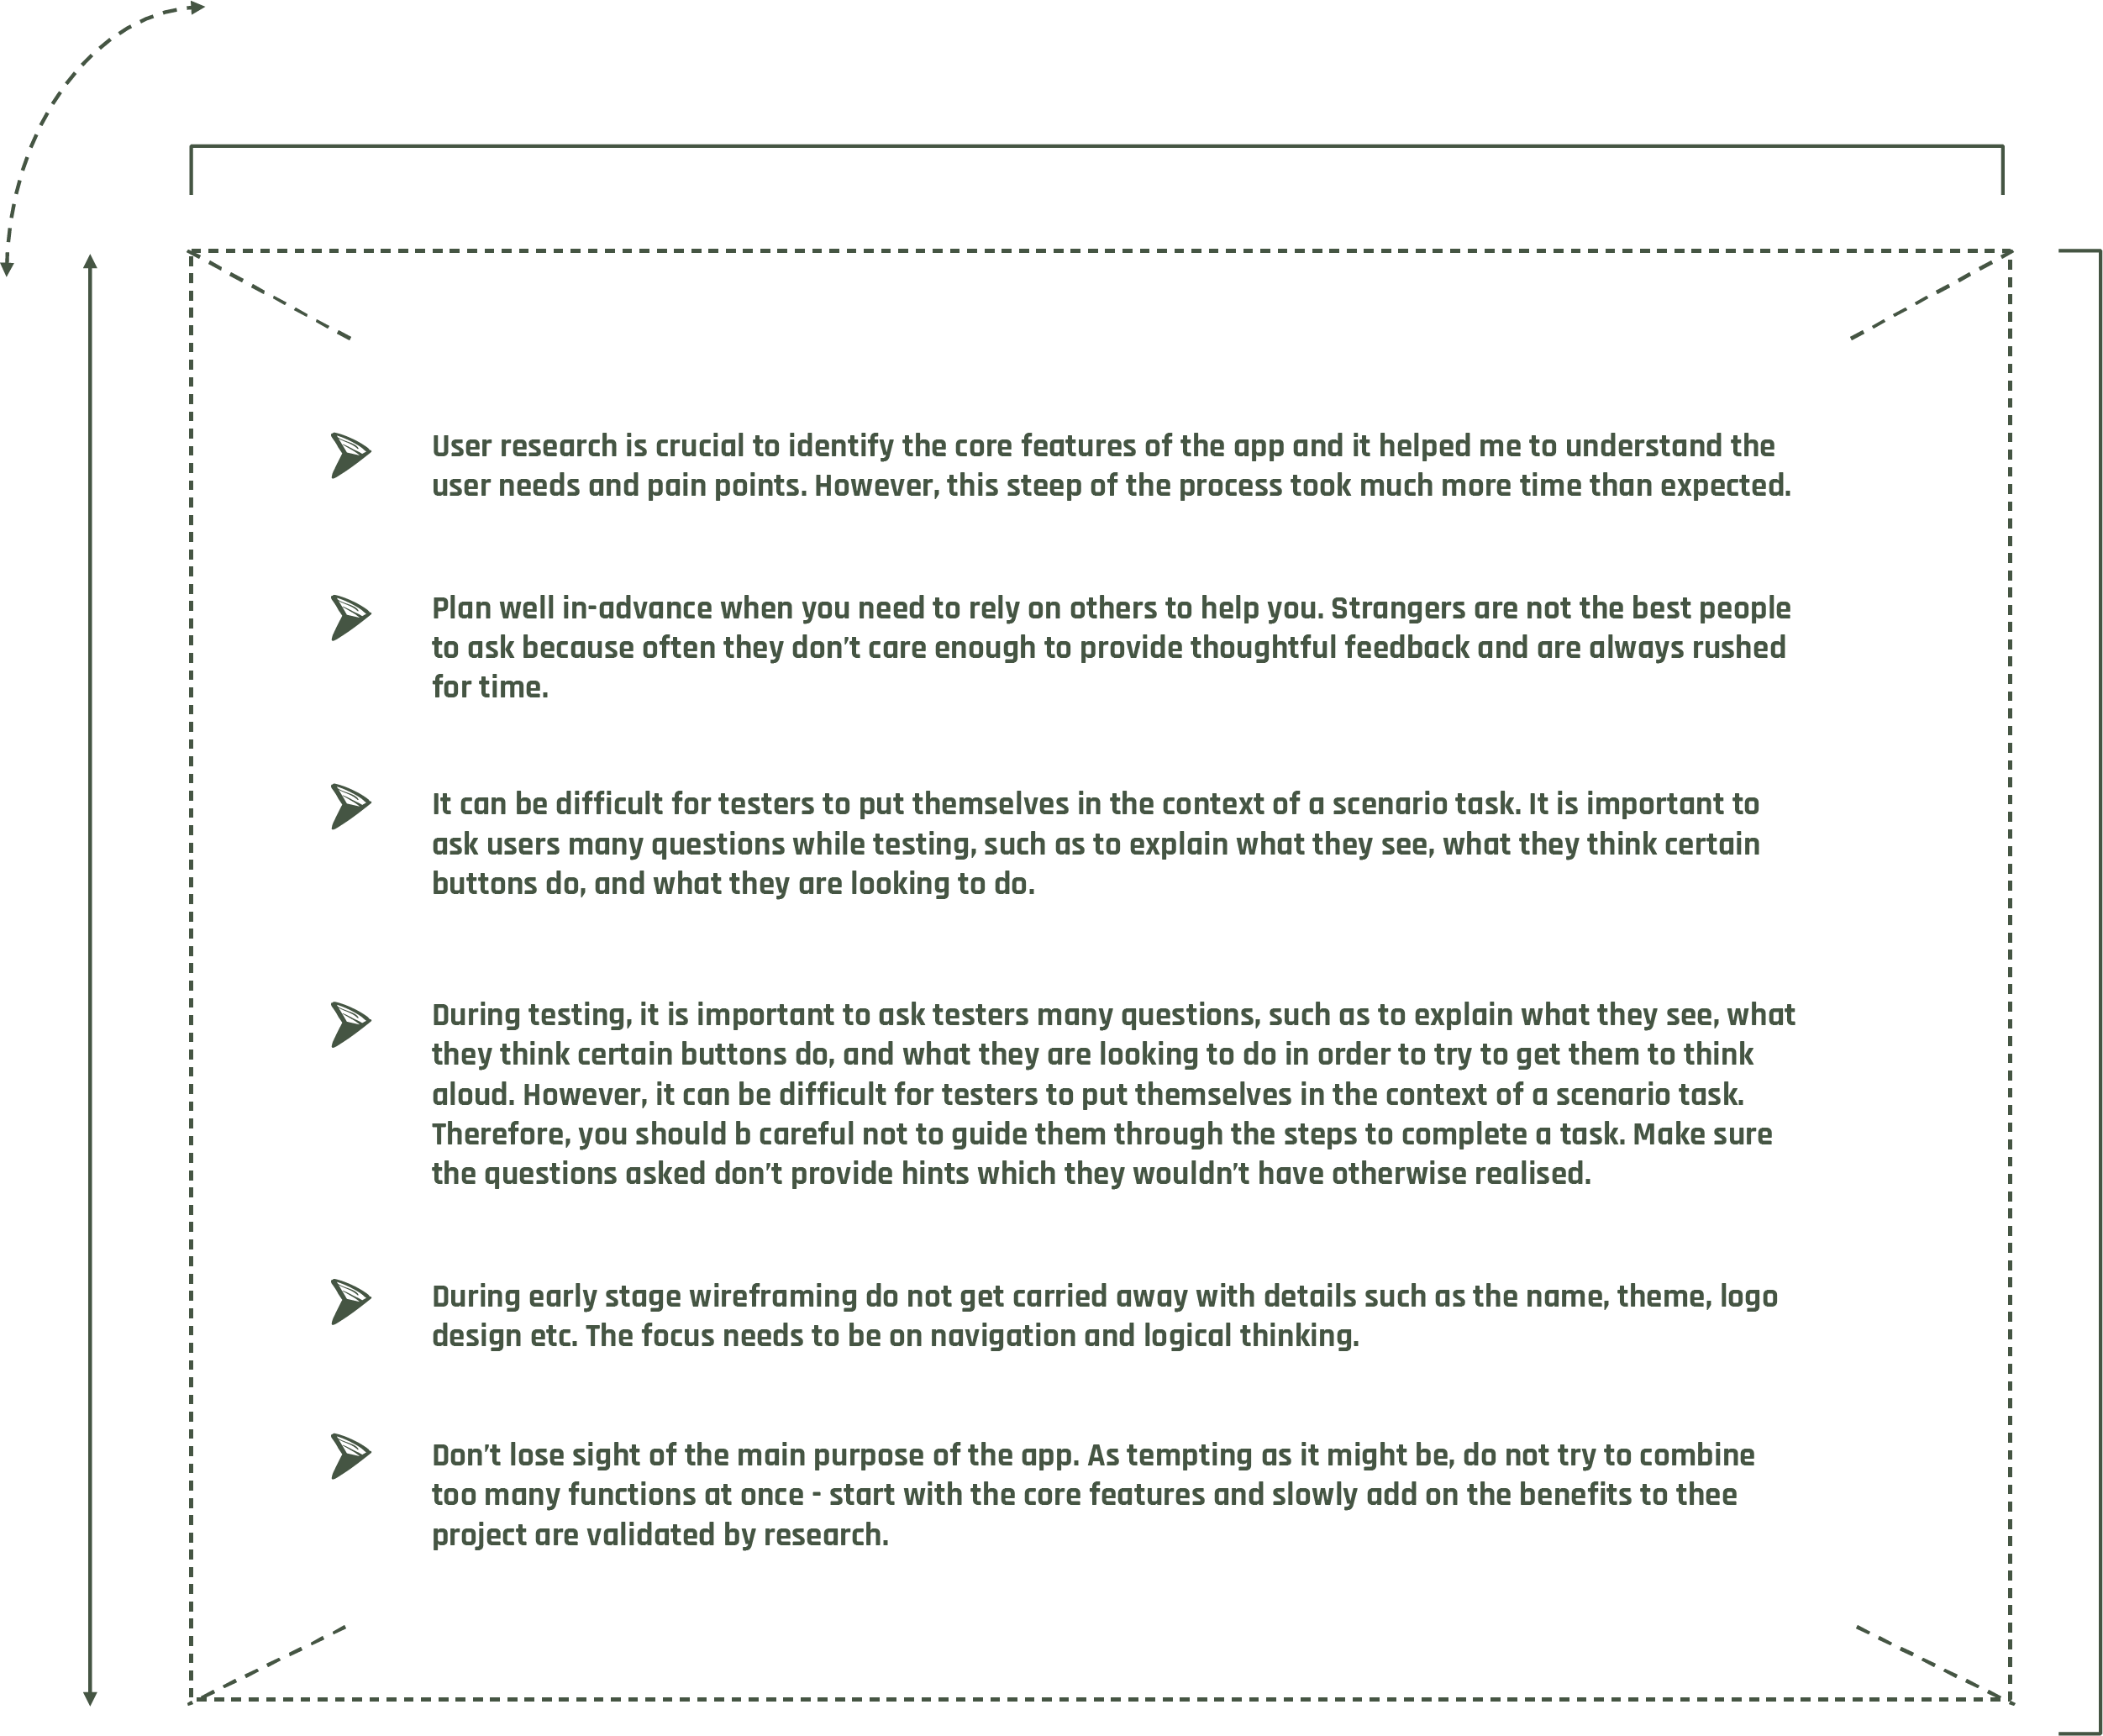 User research is crucial to identify the core features of the app and it helped me to understand the
user needs and pain points. However, this steep of the process took much more time than expected.
Plan well in-advance when you need to rely on others to help you. Strangers are not the best people
to ask because often they don’t care enough to provide thoughtful feedback and are always rushed
for time.
It can be difficult for testers to put themselves in the context of a scenario task. It is important to
ask users many questions while testing, such as to explain what they see, what they think certain
buttons do, and what they are looking to do.
During testing, it is important to ask testers many questions, such as to explain what they see, what
they think certain buttons do, and what they are looking to do in order to try to get them to think
aloud. However, it can be difficult for testers to put themselves in the context of a scenario task.
Therefore, you should b careful not to guide them through the steps to complete a task. Make sure
the questions asked don’t provide hints which they wouldn’t have otherwise realised.
During early stage wireframing do not get carried away with details such as the name, theme, logo
design etc. The focus needs to be on navigation and logical thinking.
Don’t lose sight of the main purpose of the app. As tempting as it might be, do not try to combine
too many functions at once - start with the core features and slowly add on the benefits to thee
project are validated by research.